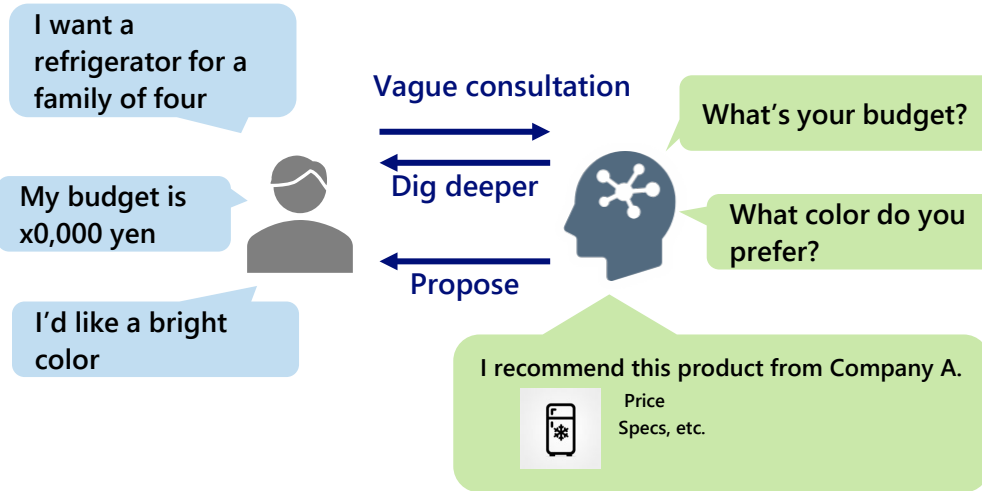 I want a
refrigerator for a
family of four
Vague consultation
What’s your budget?
Dig deeper
My budget is
x0,000 yen
What color do you
prefer?
Propose
I’d like a bright
color
I recommend this product from Company A.
Price
Specs, etc.